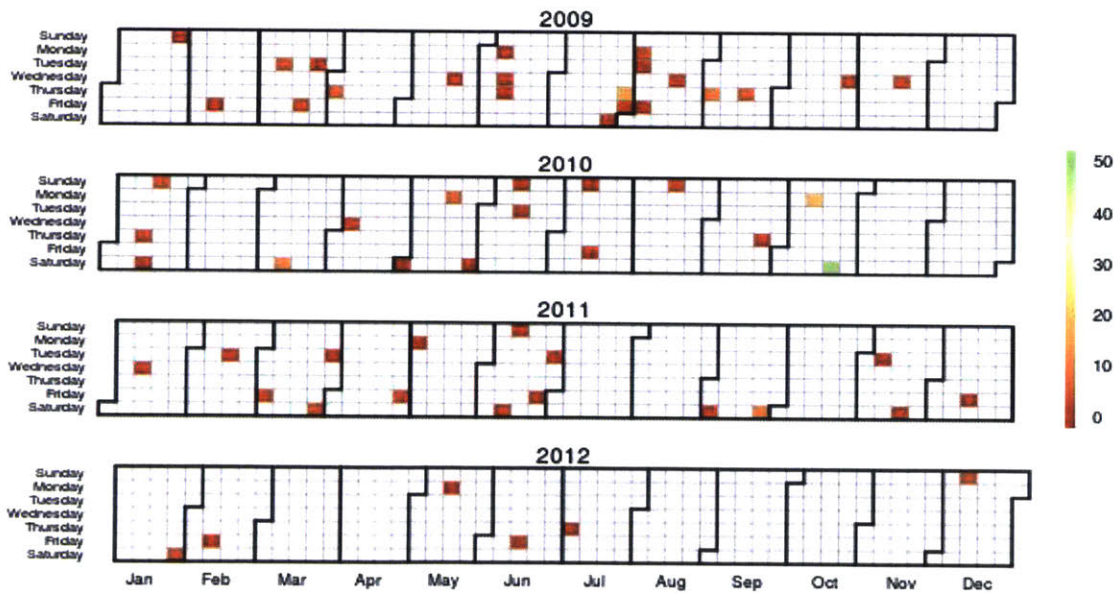 2009
Sunday
Monday
Tuesday
Wednesday
Thursday
Friday
Saturday
2010
Sunday
Monday
Tuesday
Wednesday
Thursday
Friday
Saturday
50
40
30
20
10
0
2011
Sunday
Monday
Tuesday
Wednesday
Thursday
Friday
Saturday
2012
Sunday
Monday
Tuesday
Wednesday
Thursday
Friday
Saturday
Jan Feb Mar Apr May Jun Jul Aug Sep Oct Nov Dec